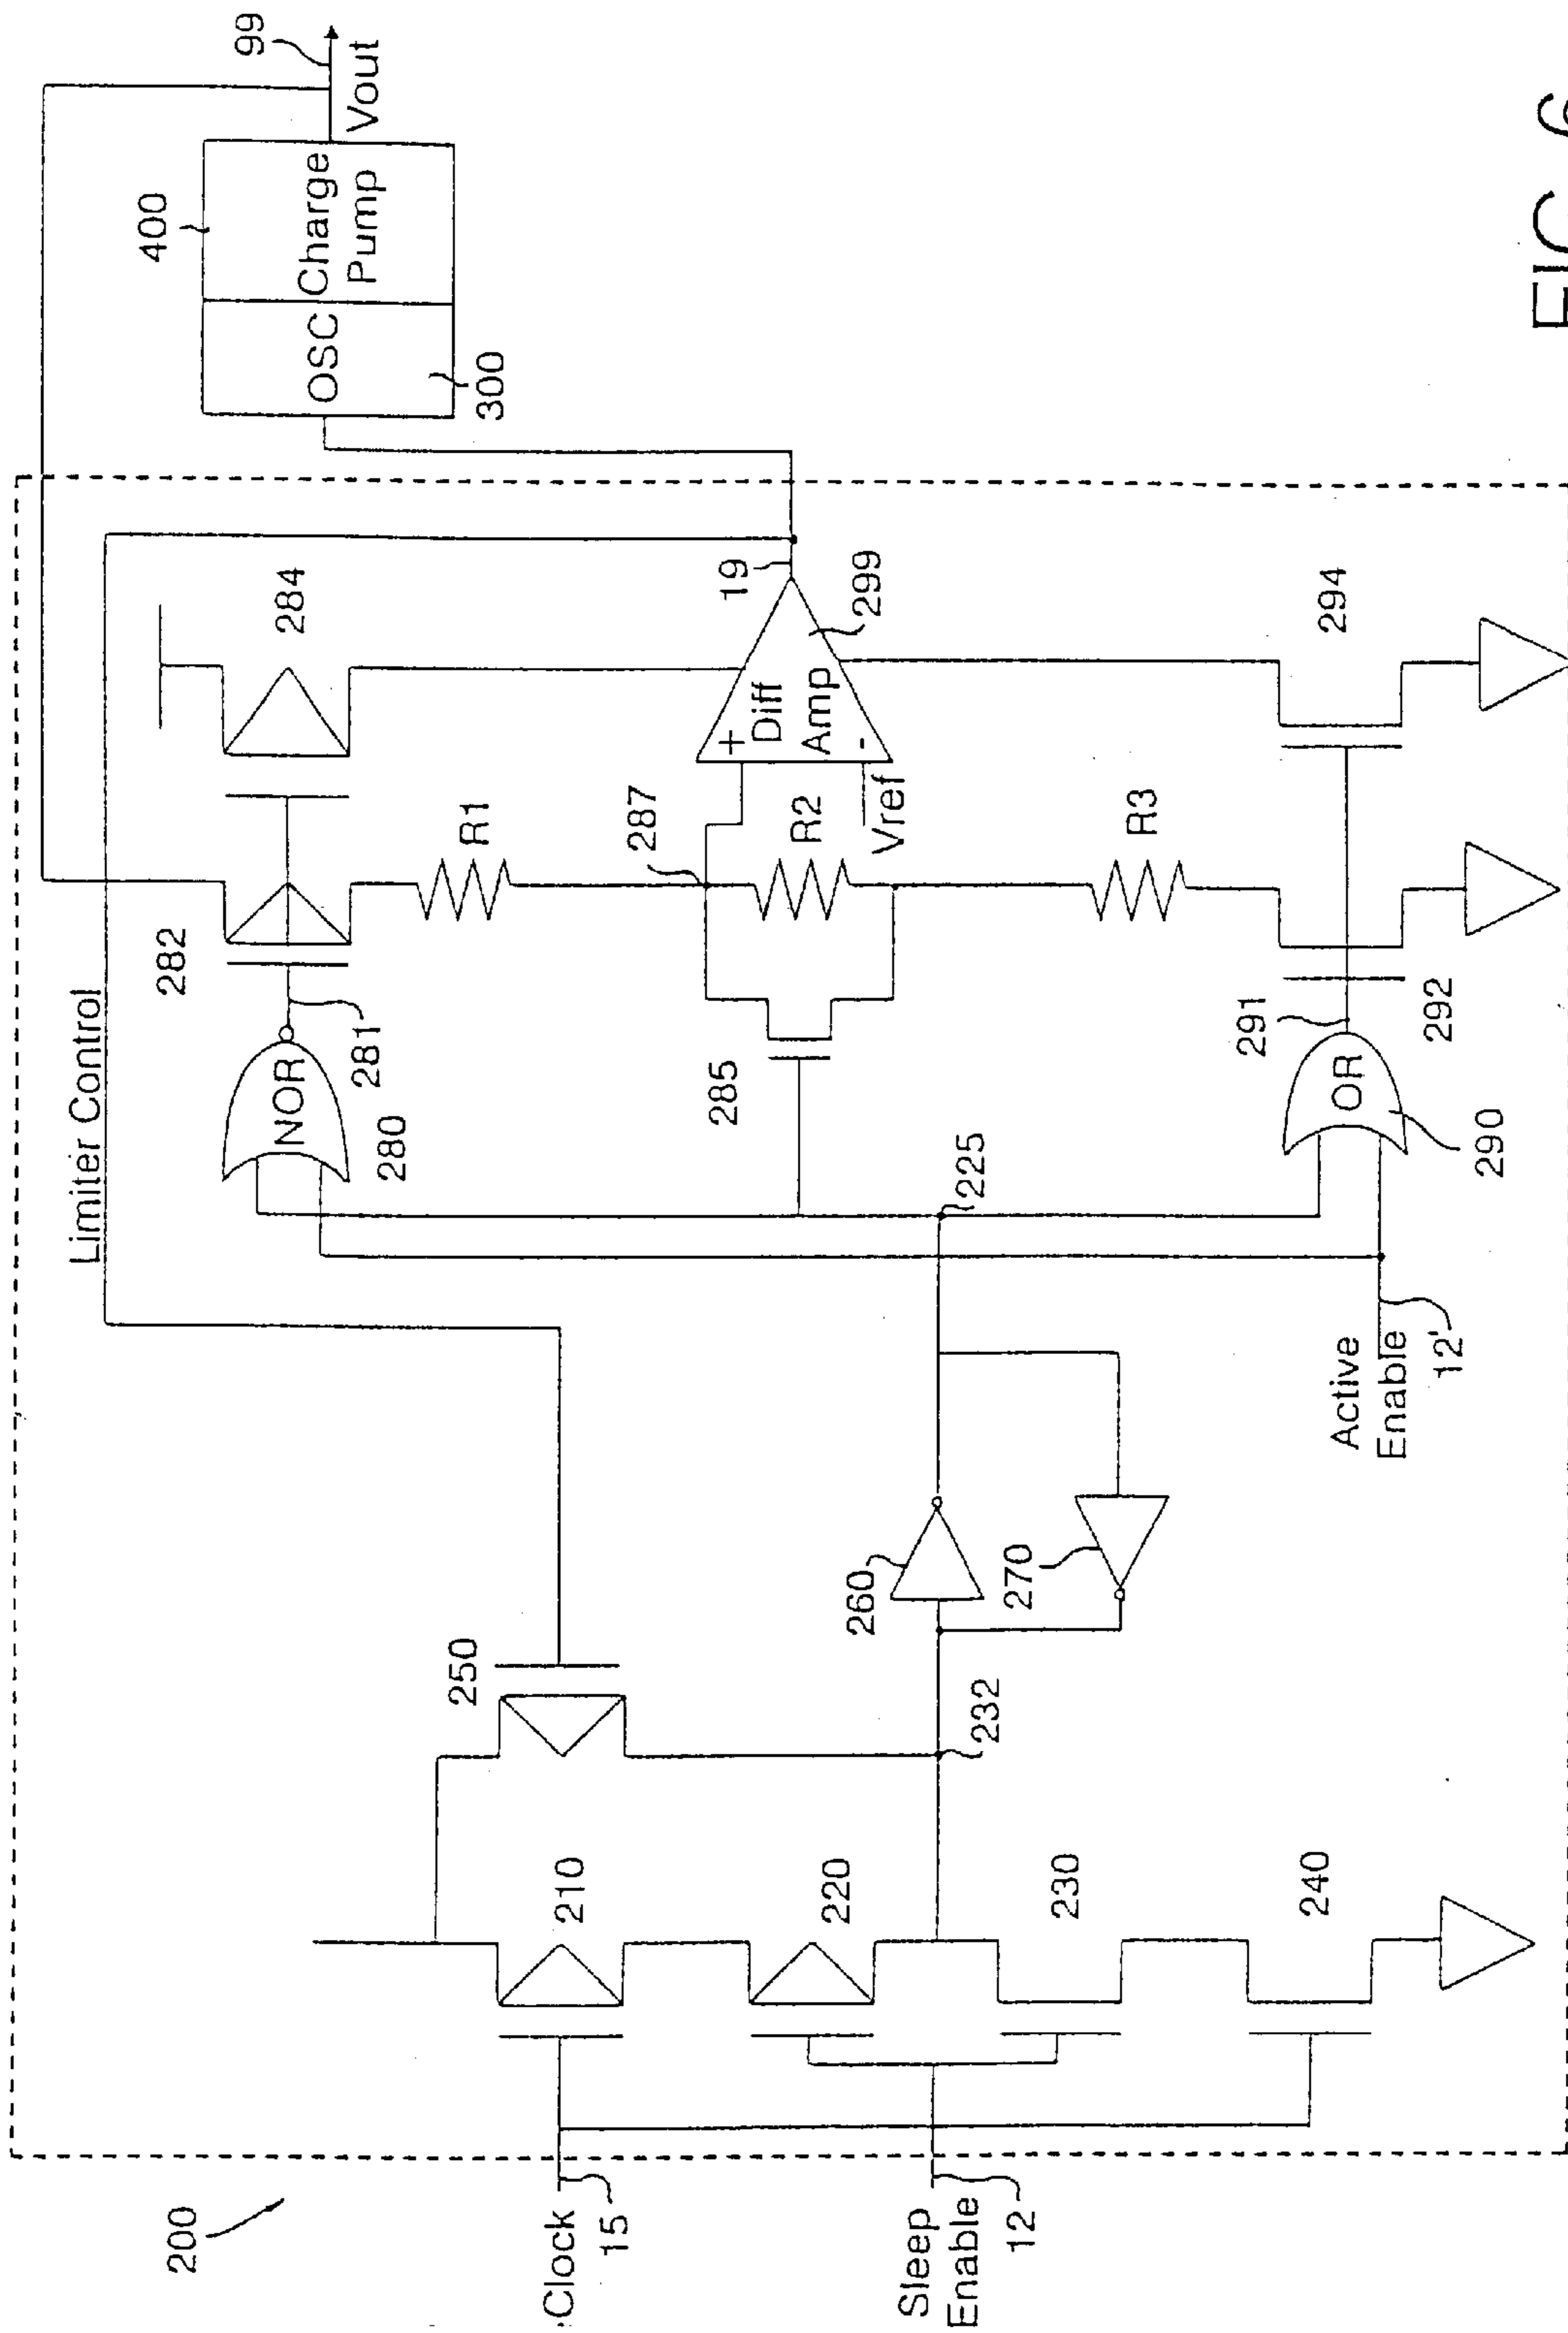 200
Clock
15
Sleep
Enable
12
210
220
230
240
250
232
260
270
Limiter Control
Active
Enable
12'
225
NOR
280
281
282
284
285
287
R1
R2
R3
Vref
+
-
Diff
Amp
19
299
OR
290
291
292
294
OSC
300
Charge
Pump
400
99
Vout